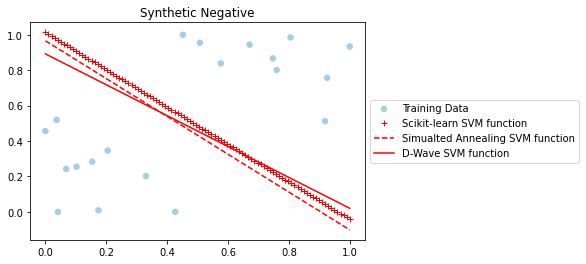 Synthetic Negative
1.0
0.8
0.6
0.4
0.2
0.0
0.0 0.2 0.4 0.6 0.8 1.0
Training Data
Scikit-learn SVM function
Simualted Annealing SVM function
D-Wave SVM function